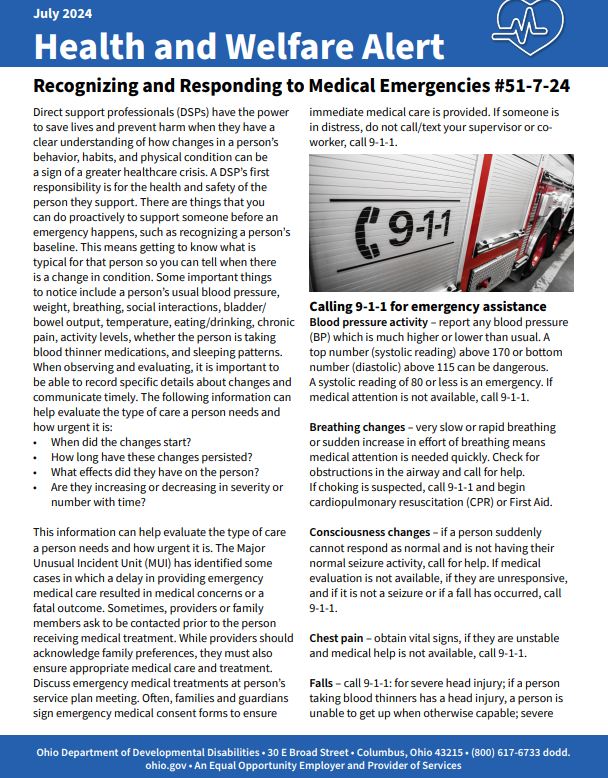 July 2024
Health and Welfare Alert
Recognizing and Responding to Medical Emergencies #51-7-24
Direct support professionals (DSPs) have the power
to save lives and prevent harm when they have a
clear understanding of how changes in a person's
behavior, habits, and physical condition can be
a sign of a greater healthcare crisis. A DSP's first
responsibility is for the health and safety of the
person they support. There are things that you
can do proactively to support someone before an
emergency happens, such as recognizing a person's
baseline. This means getting to know what is
typical for that person so you can tell when there
is a change in condition. Some important things
to notice include a person's usual blood pressure,
weight, breathing, social interactions, bladder/
bowel output, temperature, eating/drinking, chronic
pain, activity levels, whether the person is taking
blood thinner medications, and sleeping patterns.
When observing and evaluating, it is important to
be able to record specific details about changes and
communicate timely. The following information can
help evaluate the type of care a person needs and
how urgent it is:
• When did the changes start?
• How long have these changes persisted?
• What effects did they have on the person?
• Are they increasing or decreasing in severity or
number with time?
This information can help evaluate the type of care
a person needs and how urgent it is. The Major
Unusual Incident Unit (MUI) has identified some
cases in which a delay in providing emergency
medical care resulted in medical concerns or a
fatal outcome. Sometimes, providers or family
members ask to be contacted prior to the person
receiving medical treatment. While providers should
acknowledge family preferences, they must also
ensure appropriate medical care and treatment.
Discuss emergency medical treatments at person's
service plan meeting. Often, families and guardians
sign emergency medical consent forms to ensure
immediate medical care is provided. If someone is
in distress, do not call/text your supervisor or co-
worker, call 9-1-1.
9-1-1
Calling 9-1-1 for emergency assistance
Blood pressure activity – report any blood pressure
(BP) which is much higher or lower than usual. A
top number (systolic reading) above 170 or bottom
number (diastolic) above 115 can be dangerous.
A systolic reading of 80 or less is an emergency. If
medical attention is not available, call 9-1-1.
Breathing changes – very slow or rapid breathing
or sudden increase in effort of breathing means
medical attention is needed quickly. Check for
obstructions in the airway and call for help.
If choking is suspected, call 9-1-1 and begin
cardiopulmonary resuscitation (CPR) or First Aid.
Consciousness changes – if a person suddenly
cannot respond as normal and is not having their
normal seizure activity, call for help. If medical
evaluation is not available, if they are unresponsive,
and if it is not a seizure or if a fall has occurred, call
9-1-1.
Chest pain – obtain vital signs, if they are unstable
and medical help is not available, call 9-1-1.
Falls – call 9-1-1: for severe head injury; if a person
taking blood thinners has a head injury, a person is
unable to get up when otherwise capable; severe
Ohio Department of Developmental Disabilities • 30 E Broad Street • Columbus, Ohio 43215 • (800) 617-6733 dodd.
ohio.gov • An Equal Opportunity Employer and Provider of Services